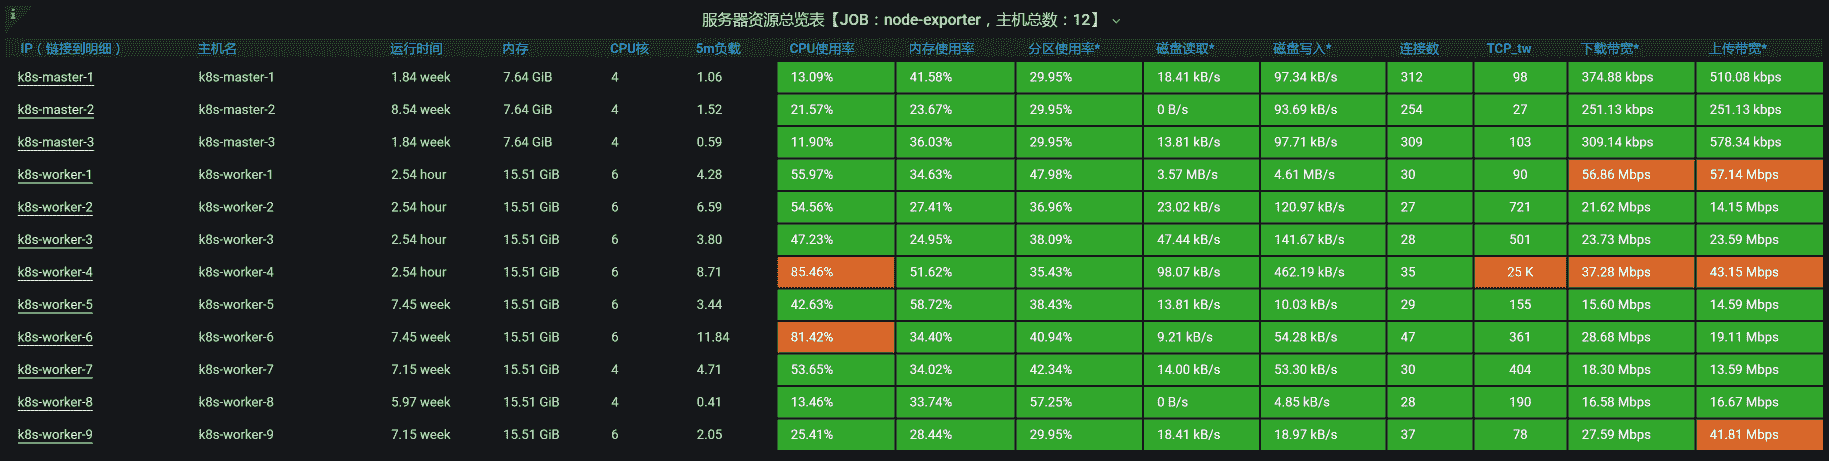 服务器资源总览表【JOB：node-exporter，主机总数：12】
IP（链接到明细） 主机名 运行时间 内存 CPU核 5m负载 CPU使用率 内存使用率 分区使用率* 磁盘读取* 磁盘写入* 连接数 TCP_tw 下载带宽* 上传带宽*
k8s-master-1 k8s-master-1 1.84 week 7.64 GiB 4 1.06 13.09% 41.58% 29.95% 18.41 kB/s 97.34 kB/s 312 98 374.88 kbps 510.08 kbps
k8s-master-2 k8s-master-2 8.54 week 7.64 GiB 4 1.52 21.57% 23.67% 29.95% 0 B/s 93.69 kB/s 254 27 251.13 kbps 251.13 kbps
k8s-master-3 k8s-master-3 1.84 week 7.64 GiB 4 0.59 11.90% 36.03% 29.95% 13.81 kB/s 97.71 kB/s 309 103 309.14 kbps 578.34 kbps
k8s-worker-1 k8s-worker-1 2.54 hour 15.51 GiB 6 4.28 55.97% 34.63% 47.98% 3.57 MB/s 4.61 MB/s 30 90 56.86 Mbps 57.14 Mbps
k8s-worker-2 k8s-worker-2 2.54 hour 15.51 GiB 6 6.59 54.56% 27.41% 36.96% 23.02 kB/s 120.97 kB/s 27 721 21.62 Mbps 14.15 Mbps
k8s-worker-3 k8s-worker-3 2.54 hour 15.51 GiB 6 3.80 47.23% 24.95% 38.09% 47.44 kB/s 141.67 kB/s 28 501 23.73 Mbps 23.59 Mbps
k8s-worker-4 k8s-worker-4 2.54 hour 15.51 GiB 6 8.71 85.46% 51.62% 35.43% 98.07 kB/s 462.19 kB/s 35 25 K 37.28 Mbps 43.15 Mbps
k8s-worker-5 k8s-worker-5 7.45 week 15.51 GiB 6 3.44 42.63% 58.72% 38.43% 13.81 kB/s 10.03 kB/s 29 155 15.60 Mbps 14.59 Mbps
k8s-worker-6 k8s-worker-6 7.45 week 15.51 GiB 6 11.84 81.42% 34.40% 40.94% 9.21 kB/s 54.28 kB/s 47 361 28.68 Mbps 19.11 Mbps
k8s-worker-7 k8s-worker-7 7.15 week 15.51 GiB 4 4.71 53.65% 34.02% 42.34% 14.00 kB/s 53.30 kB/s 30 404 18.30 Mbps 13.59 Mbps
k8s-worker-8 k8s-worker-8 5.97 week 15.51 GiB 4 0.41 13.46% 33.74% 57.25% 0 B/s 4.85 kB/s 28 190 16.58 Mbps 16.67 Mbps
k8s-worker-9 k8s-worker-9 7.15 week 15.51 GiB 6 2.05 25.41% 28.44% 29.95% 18.41 kB/s 18.97 kB/s 37 78 27.59 Mbps 41.81 Mbps